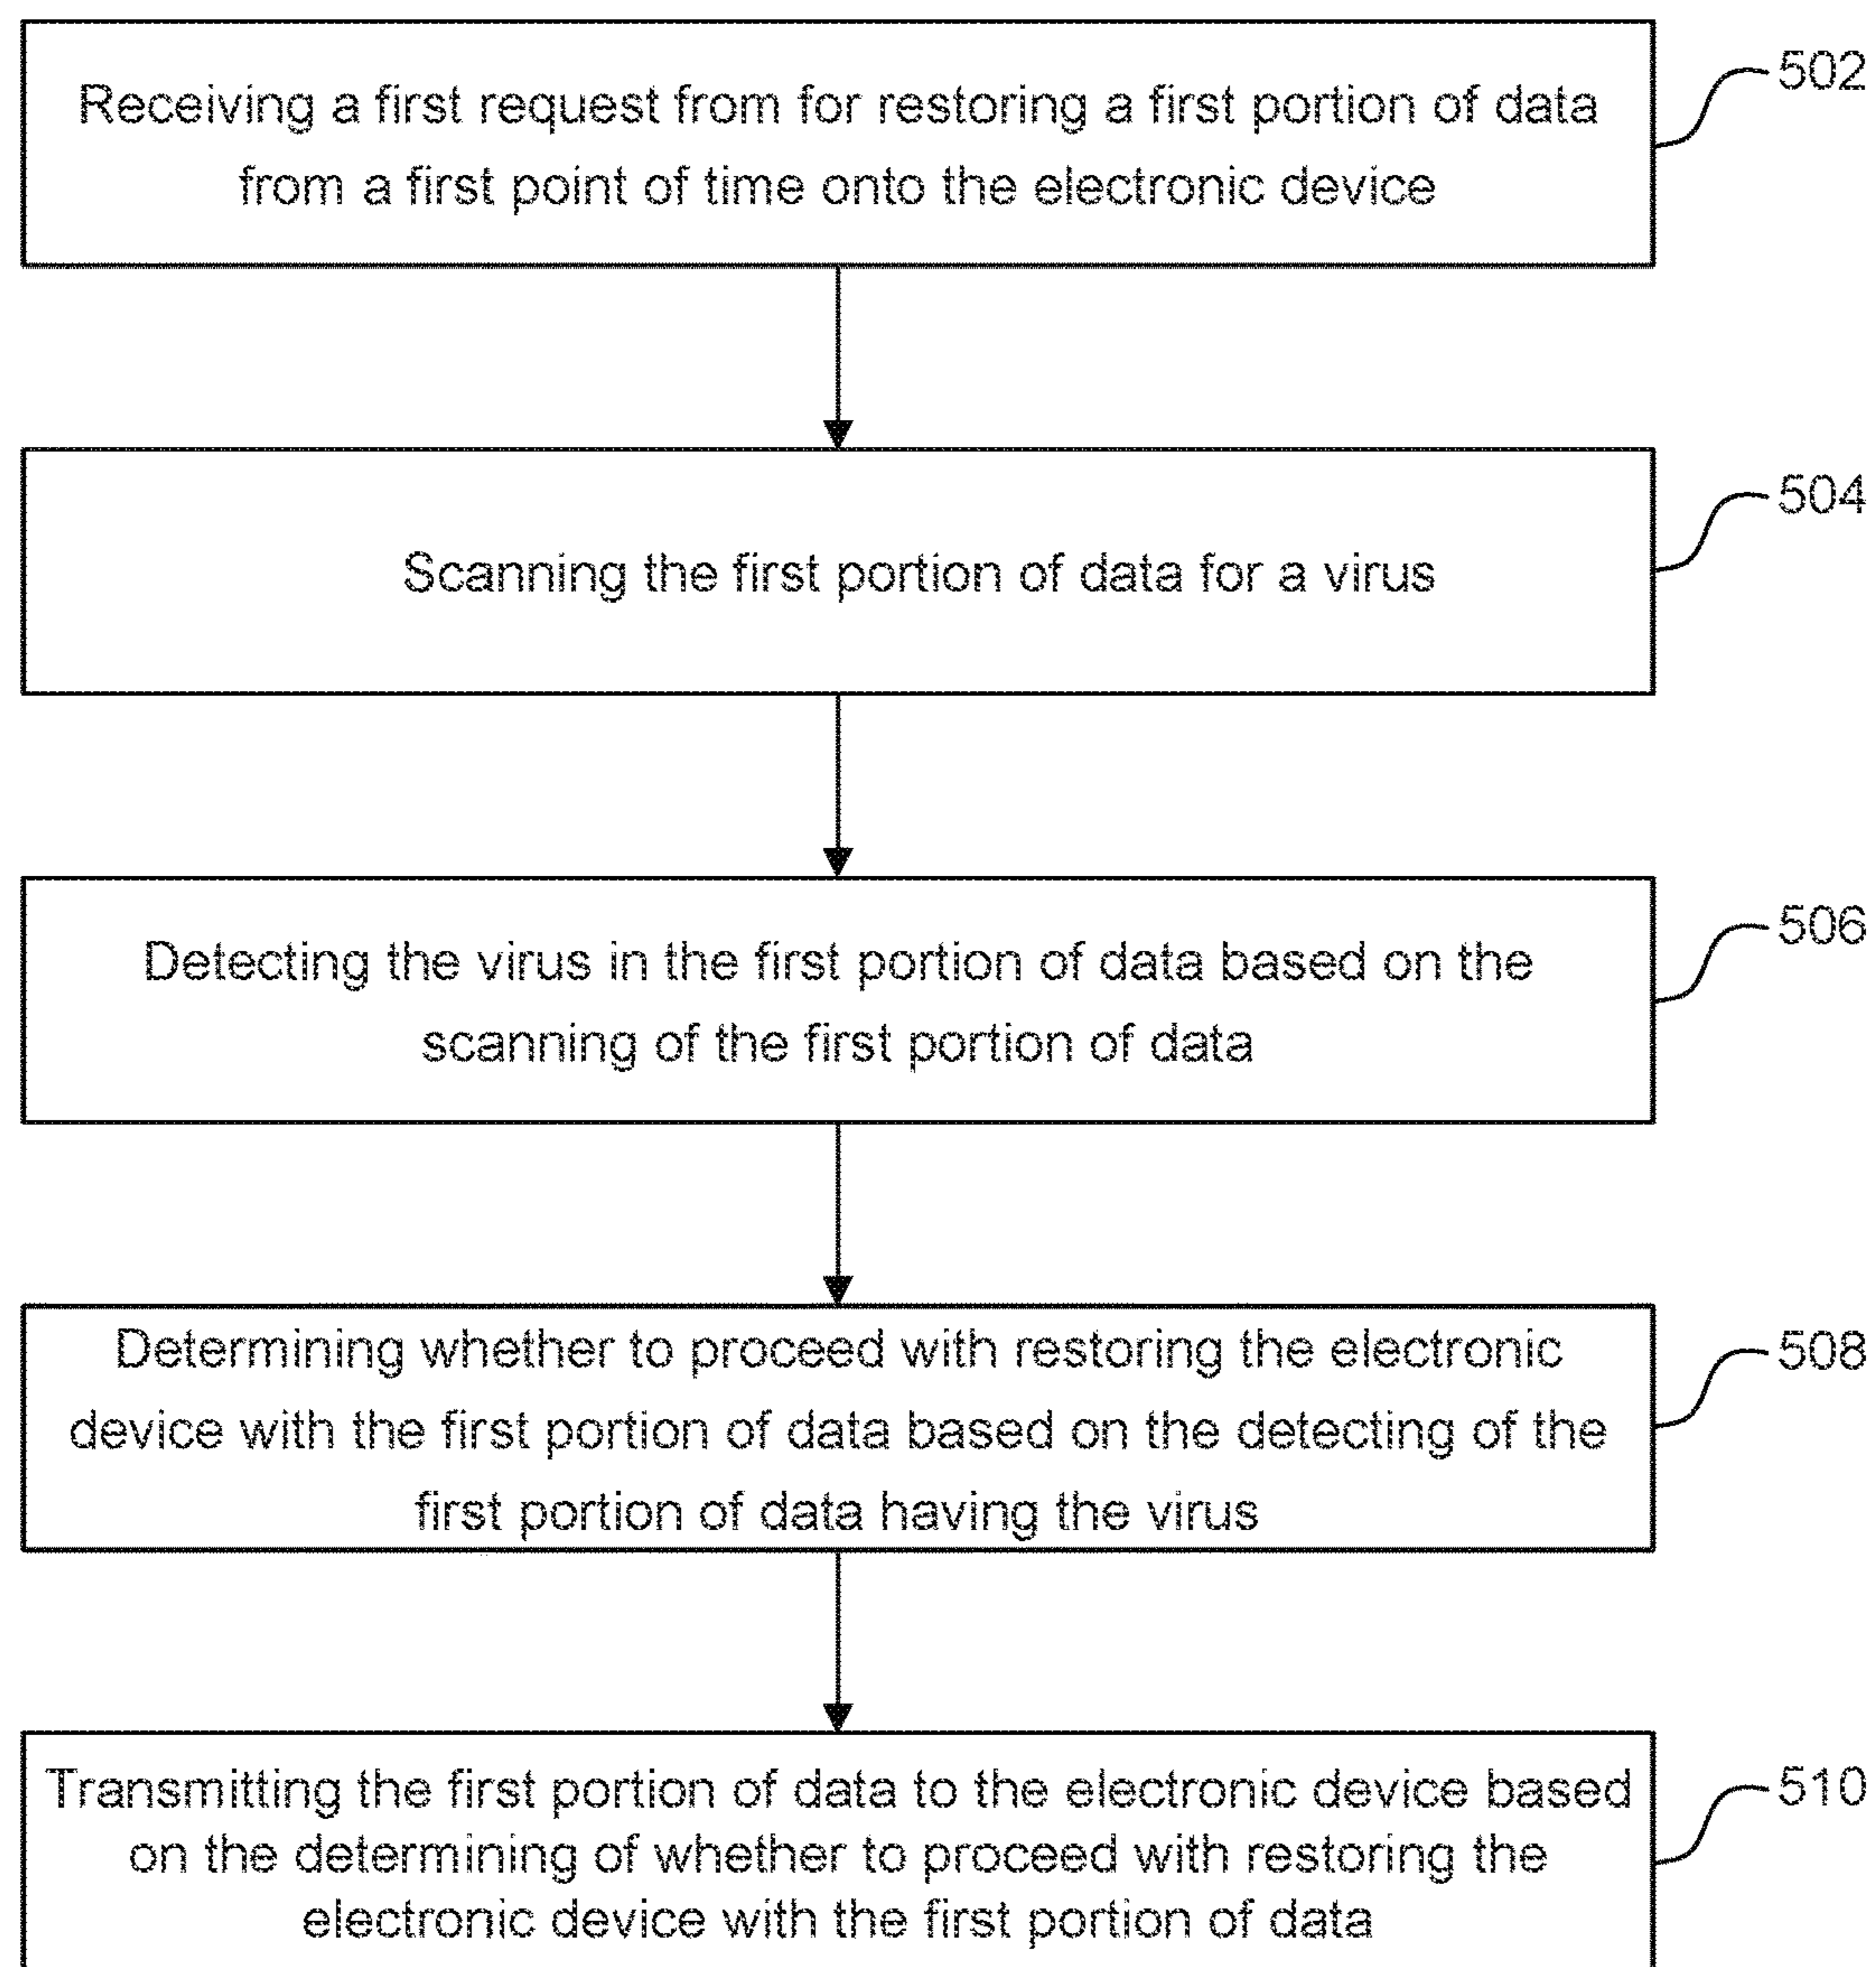 Receiving a first request from for restoring a first portion of data
from a first point of time onto the electronic device
502
Scanning the first portion of data for a virus
504
Detecting the virus in the first portion of data based on the
scanning of the first portion of data
506
Determining whether to proceed with restoring the electronic
device with the first portion of data based on the detecting of the
first portion of data having the virus
508
Transmitting the first portion of data to the electronic device based
on the determining of whether to proceed with restoring the
electronic device with the first portion of data
510